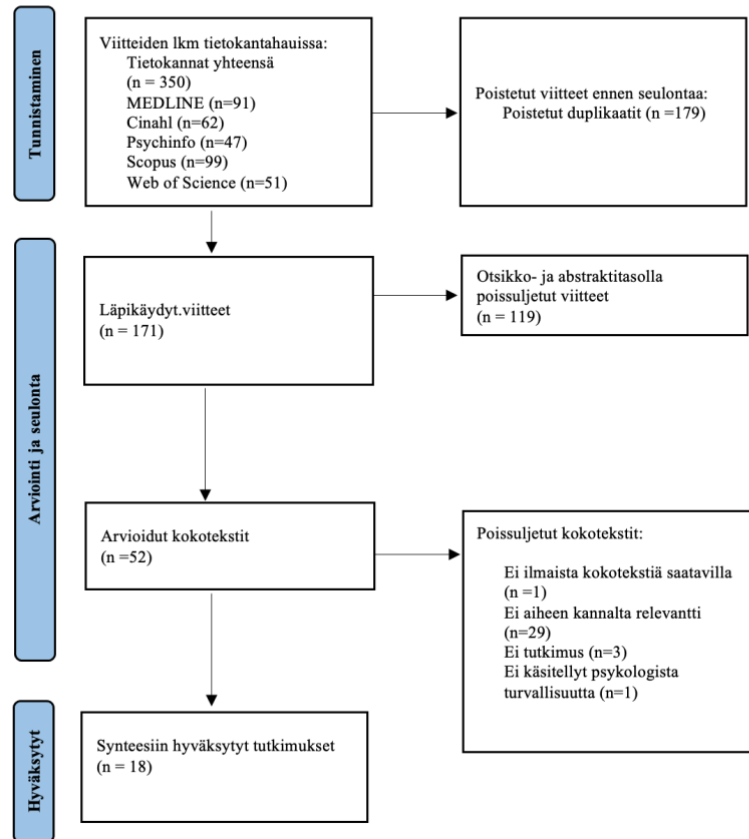 Tunnistaminen
Viitteiden lkm tietokantahauissa:
Tietokannat yhteensä
(n = 350)
MEDLINE (n=91)
Cinahl (n=62)
Psychinfo (n=47)
Scopus (n=99)
Web of Science (n=51)
Poistetut viitteet ennen seulontaa:
Poistetut duplikaatit (n =179)
Arviointi ja seulonta
Läpikäydyt.viitteet
(n = 171)
Otsikko- ja abstraktitasolla
poissuljetut viitteet
(n = 119)
Arvioidut kokotekstit
(n =52)
Poissuljetut kokotekstit:
Ei ilmaista kokotekstiä saatavilla
(n =1)
Ei aiheen kannalta relevantti
(n=29)
Ei tutkimus (n=3)
Ei käsitellyt psykologista
turvallisuutta (n=1)
Hyväksytyt
Synteesiin hyväksytyt tutkimukset
(n = 18)